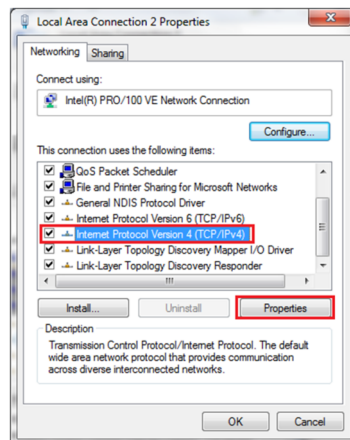 Local Area Connection 2 Properties
Networking
Sharing
Connect using:
Intel(R) PRO/100 VE Network Connection
Configure...
This connection uses the following items:
QoS Packet Scheduler
File and Printer Sharing for Microsoft Networks
General NDIS Protocol Driver
Internet Protocol Version 6 (TCP/IPv6)
Internet Protocol Version 4 (TCP/IPv4)
Link-Layer Topology Discovery Mapper I/O Driver
Link-Layer Topology Discovery Responder
Install...
Uninstall
Properties
Description
Transmission Control Protocol/Internet Protocol. The default
wide area network protocol that provides communication
across diverse interconnected networks.
OK
Cancel